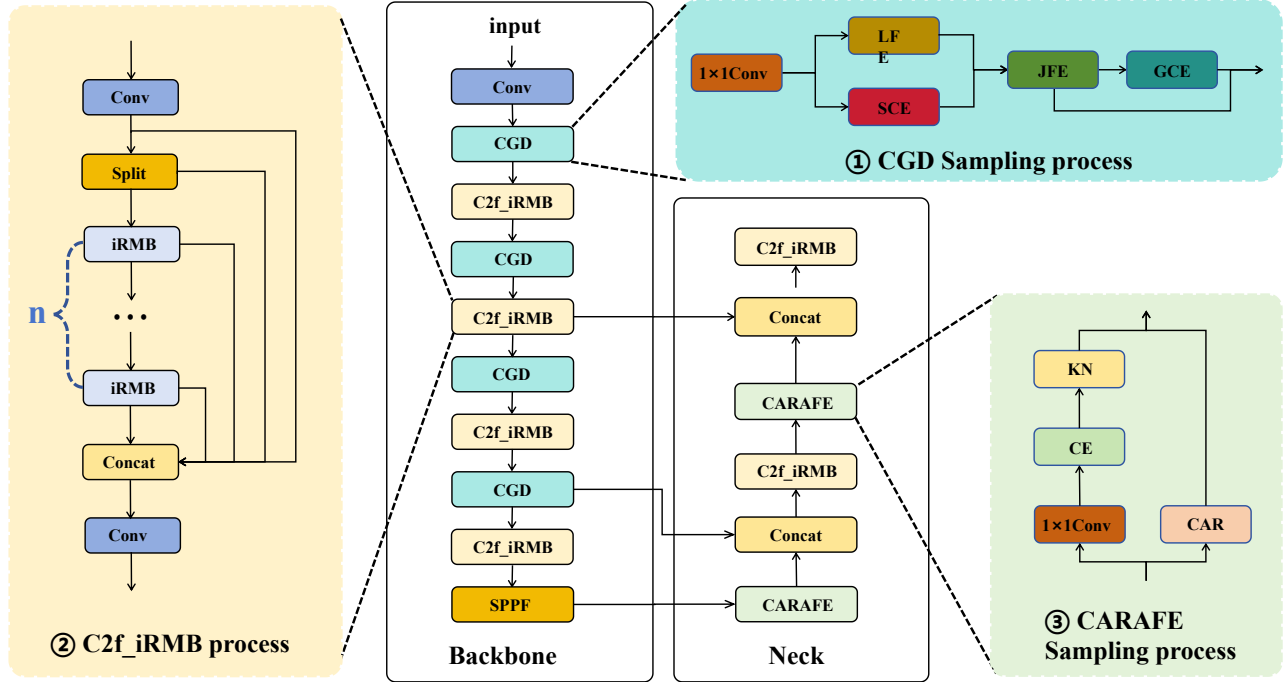 Conv
Split
iRMB
...
n
iRMB
Concat
Conv
② C2f_iRMB process
input
Conv
CGD
C2f_iRMB
CGD
C2f_iRMB
CGD
C2f_iRMB
CGD
C2f_iRMB
SPPF
Backbone
C2f_iRMB
Concat
CARAFE
C2f_iRMB
Concat
CARAFE
Neck
1×1Conv
LF
E
SCE
JFE
GCE
① CGD Sampling process
KN
CE
1×1Conv
CAR
③ CARAFE
Sampling process